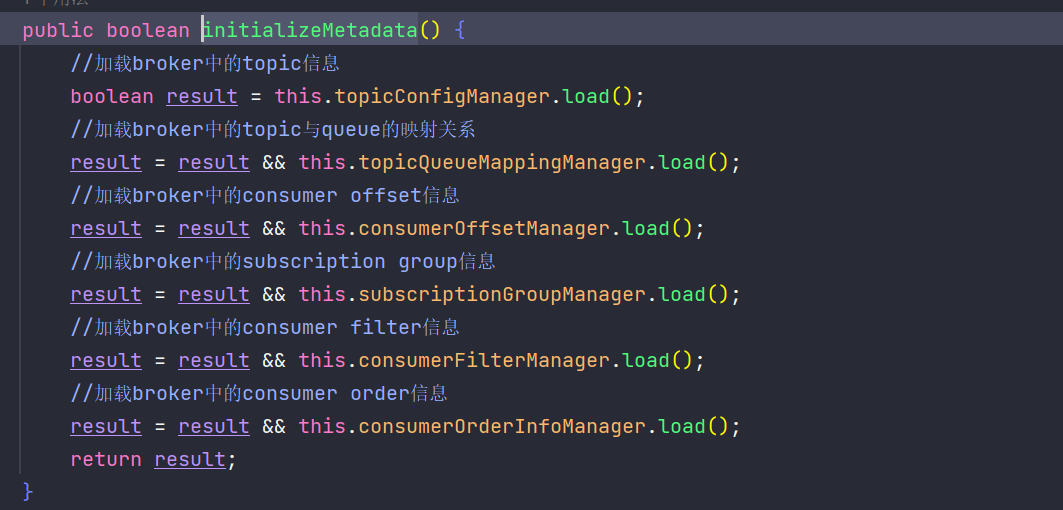 public boolean initializeMetadata() {
//加载broker中的topic信息
boolean result = this.topicConfigManager.load();
//加载broker中的topic与queue的映射关系
result = result && this.topicQueueMappingManager.load();
//加载broker中的consumer offset信息
result = result && this.consumerOffsetManager.load();
//加载broker中的subscription group信息
result = result && this.subscriptionGroupManager.load();
//加载broker中的consumer filter信息
result = result && this.consumerFilterManager.load();
//加载broker中的consumer order信息
result = result && this.consumerOrderInfoManager.load();
return result;
}